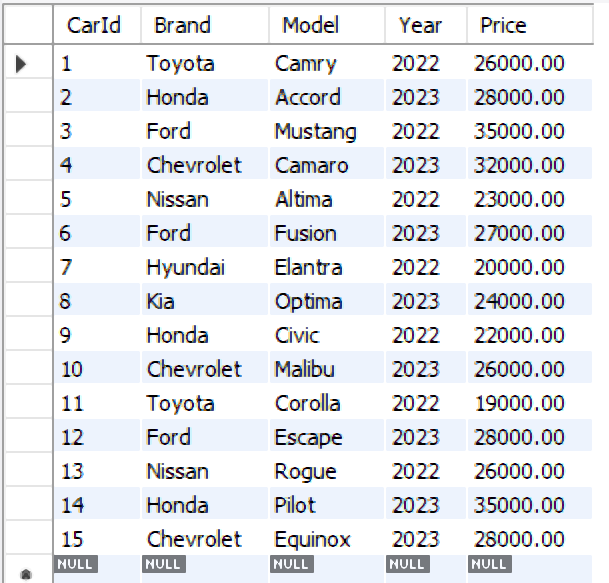 CarId Brand Model Year Price
1 Toyota Camry 2022 26000.00
2 Honda Accord 2023 28000.00
3 Ford Mustang 2022 35000.00
4 Chevrolet Camaro 2023 32000.00
5 Nissan Altima 2022 23000.00
6 Ford Fusion 2023 27000.00
7 Hyundai Elantra 2022 20000.00
8 Kia Optima 2023 24000.00
9 Honda Civic 2022 22000.00
10 Chevrolet Malibu 2023 26000.00
11 Toyota Corolla 2022 19000.00
12 Ford Escape 2023 28000.00
13 Nissan Rogue 2022 26000.00
14 Honda Pilot 2023 35000.00
15 Chevrolet Equinox 2023 28000.00
NULL NULL NULL NULL NULL